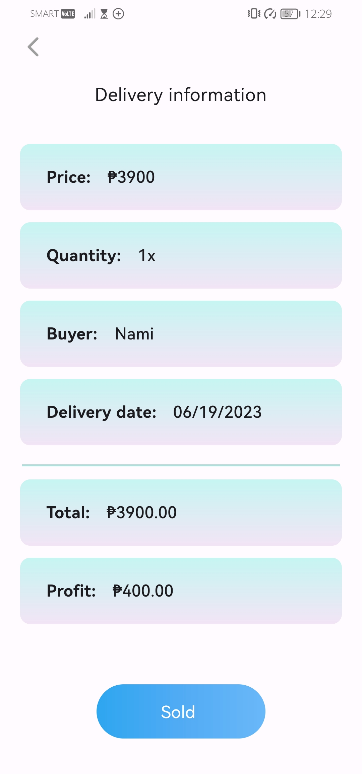 SMART VoLTE 12:29
Delivery information
Price: ₱3900
Quantity: 1x
Buyer: Nami
Delivery date: 06/19/2023
Total: ₱3900.00
Profit: ₱400.00
Sold